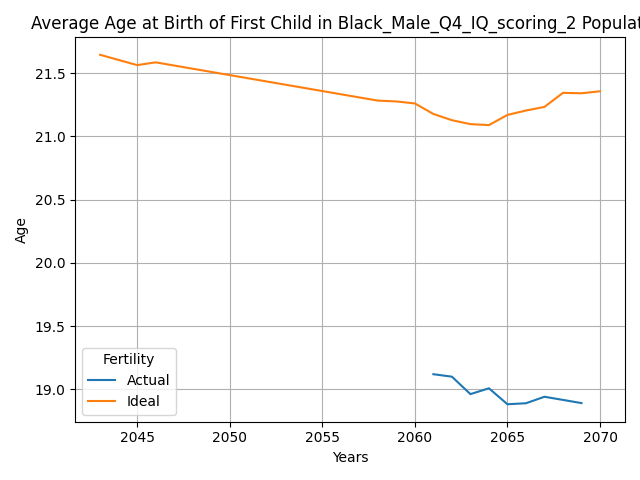 Average Age at Birth of First Child in Black_Male_Q4_IQ_scoring_2 Populat
21.5
21.0
20.5
20.0
19.5
19.0
Age
Fertility
Actual
Ideal
2045
2050
2055
2060
2065
2070
Years